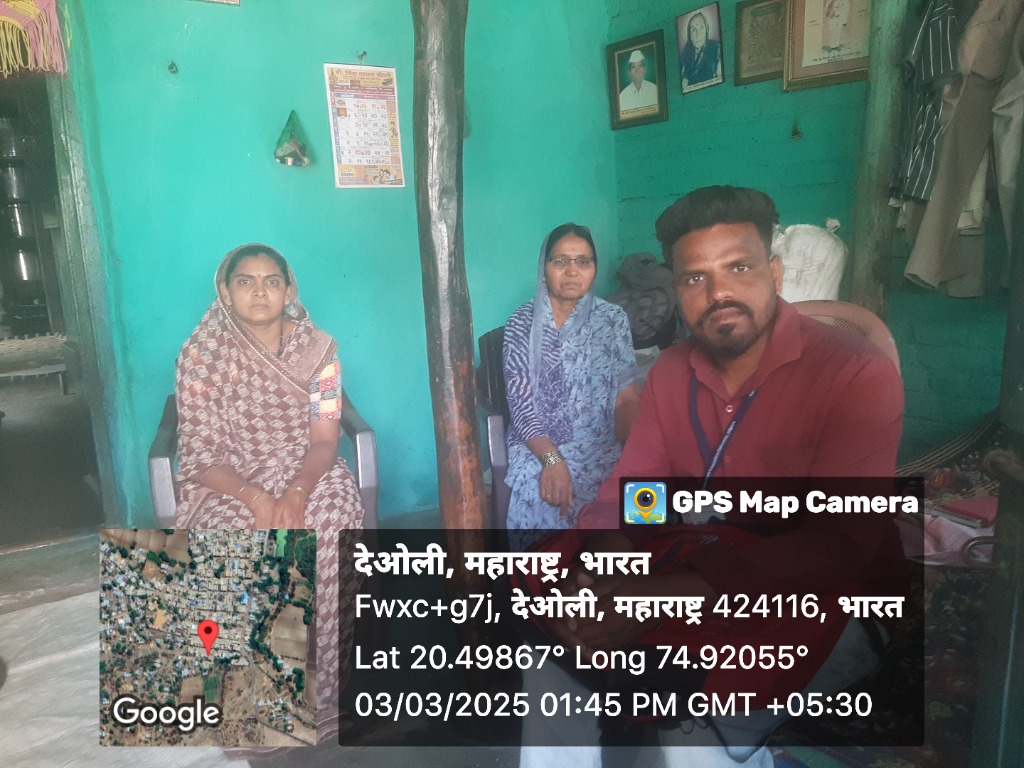 GPS Map Camera
देओली, महाराष्ट्र, भारत
Fwxc+g7j, देओली, महाराष्ट्र 424116, भारत
Lat 20.49867° Long 74.92055°
03/03/2025 01:45 PM GMT +05:30
Google